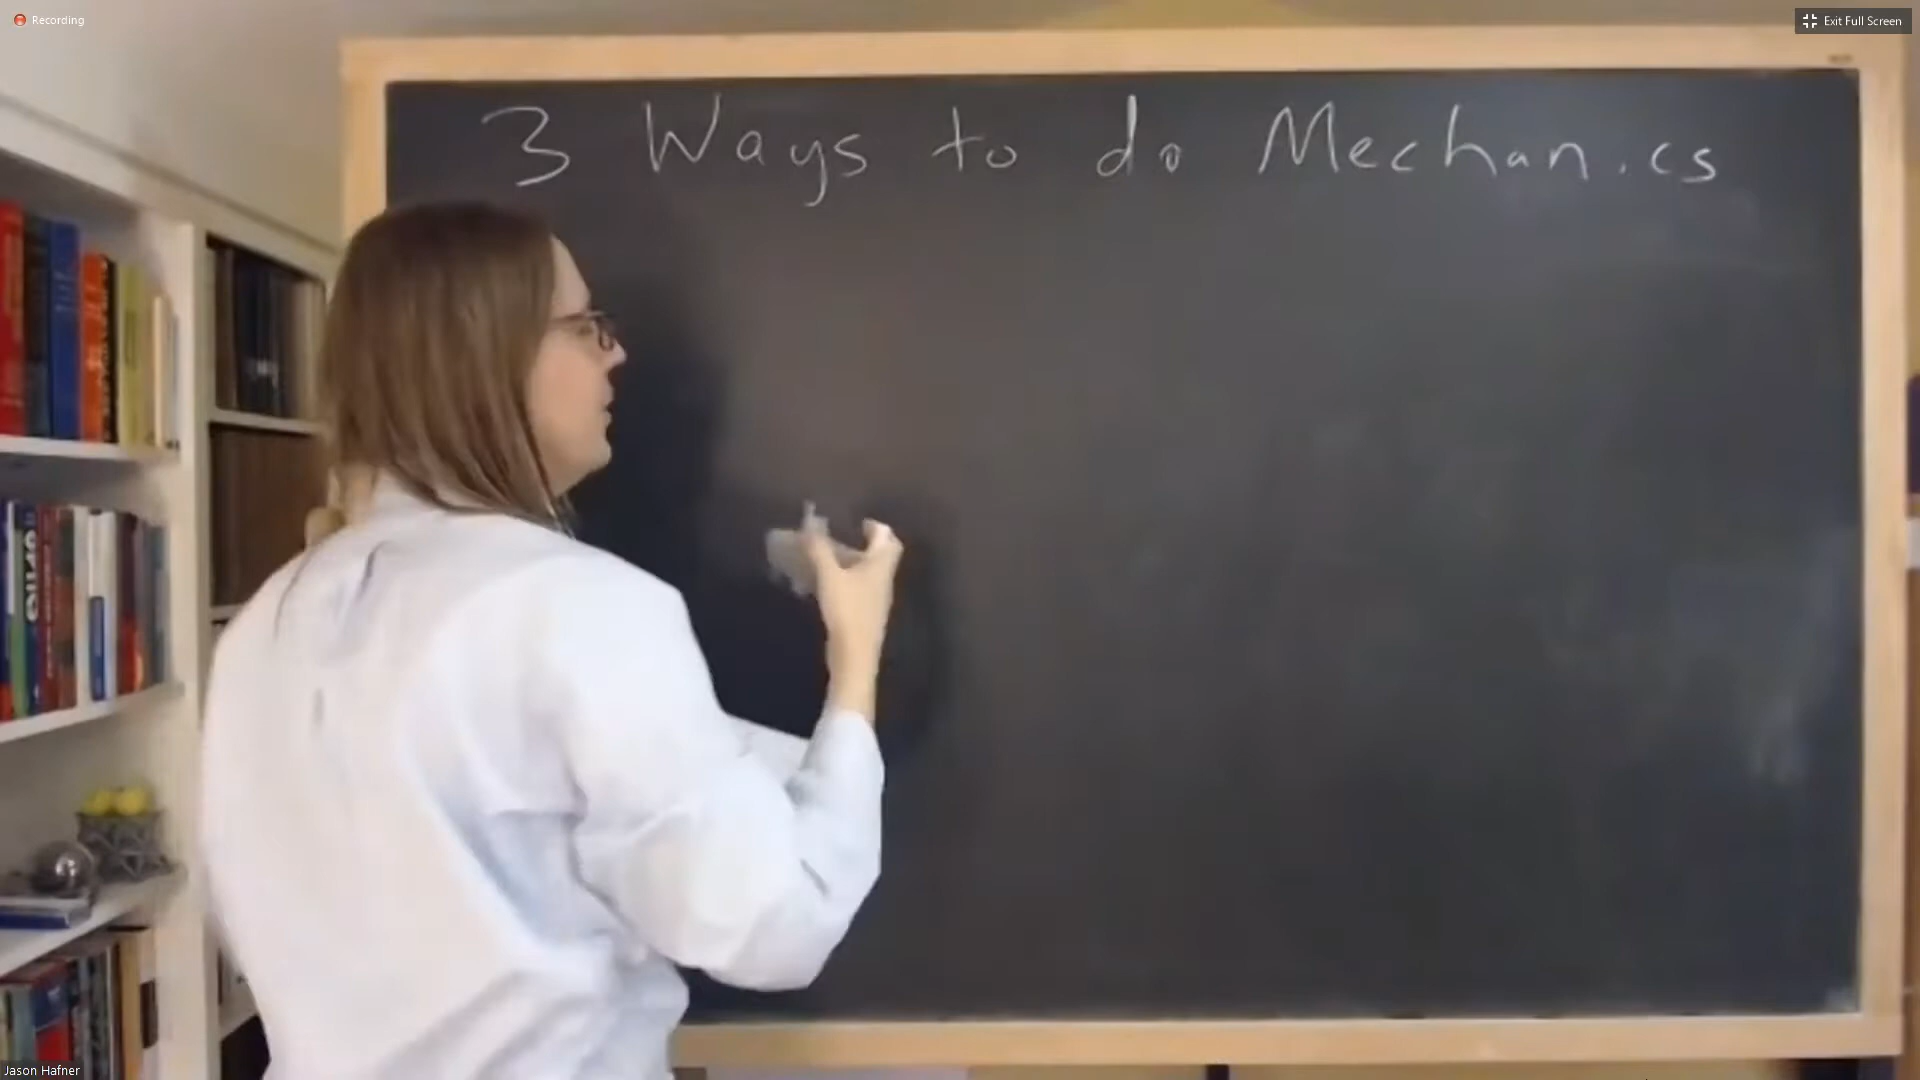 Recording
Exit Full Screen
3 Ways to do Mechanics
Jason Hafner